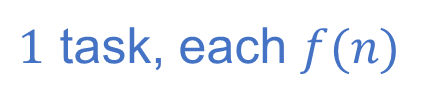 1 task, each f(n)